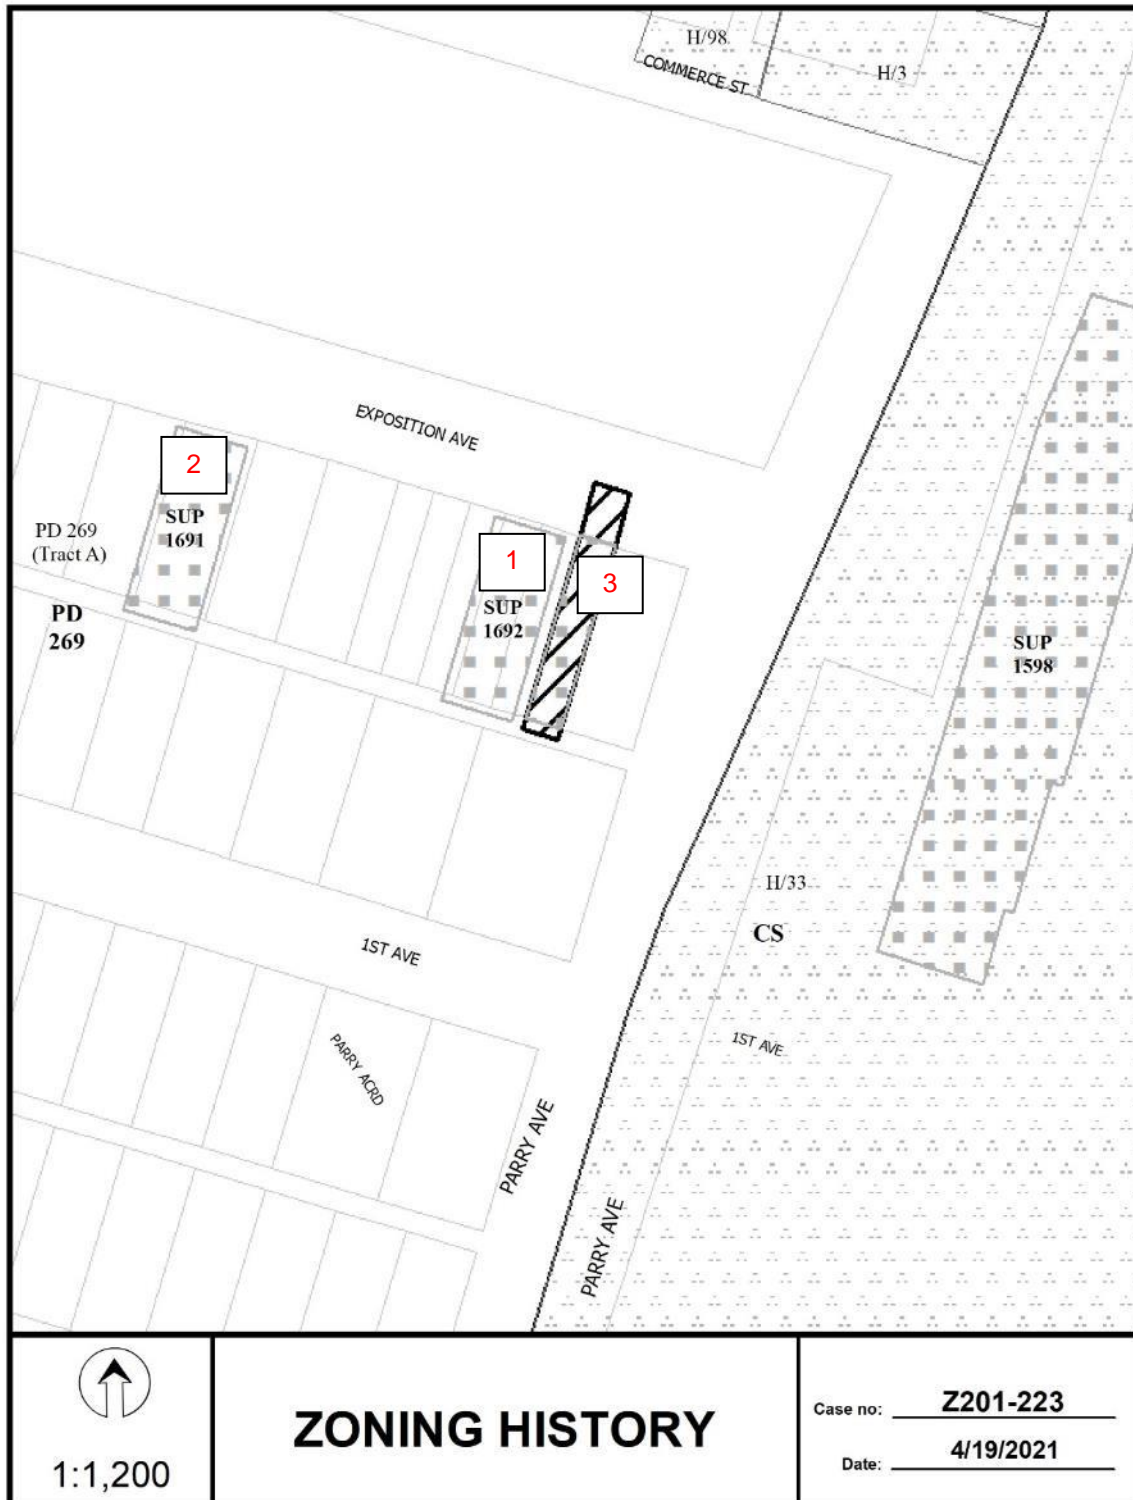 H/98
H/3
COMMERCE ST
EXPOSITION AVE
2
SUP
1691
PD 269
(Tract A)
PD
269
1
SUP
1692
3
SUP
1598
H/33
CS
1ST AVE
1ST AVE
PARRY ACRD
PARRY AVE
PARRY AVE
1:1,200
ZONING HISTORY
Case no: Z201-223
Date: 4/19/2021